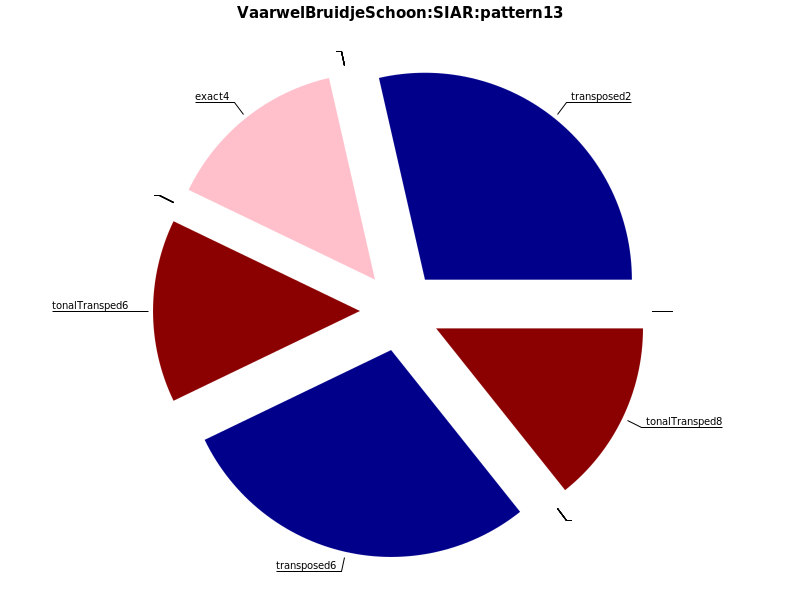 VaarwelBruidjeSchoon:SIAR:pattern13
transposed2
exact4
tonalTransped6
tonalTransped8
transposed6